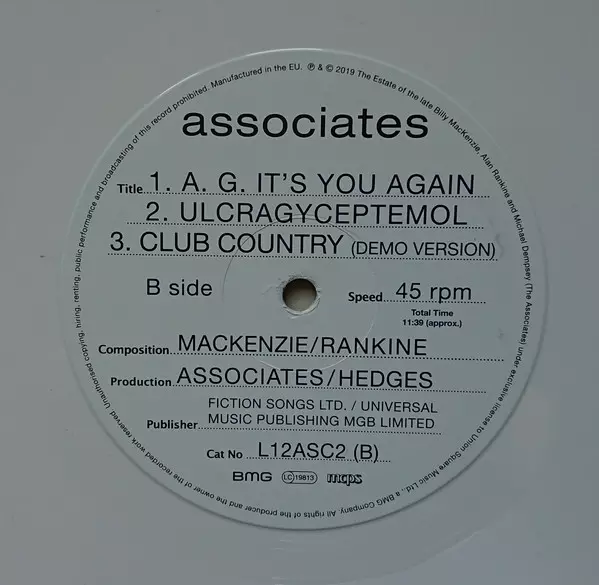 associates
Title 1. A. G. IT'S YOU AGAIN
2. ULCRAGYCEPTEMOL
3. CLUB COUNTRY (DEMO VERSION)
B side
Speed 45 rpm
Total Time
11:39 (approx.)
Composition MACKENZIE/RANKINE
Production ASSOCIATES/HEDGES
FICTION SONGS LTD. / UNIVERSAL
Publisher MUSIC PUBLISHING MGB LIMITED
Cat No L12ASC2 (B)
BMG LC19813 mcps
℗ & © 2019 The Estate of the late Billy MacKenzie, Alan Rankine and Michael Dempsey (The Associates) under exclusive license to Union Square Music Ltd., a BMG Company. All rights of the producer and of the owner of the recorded work reserved. Unauthorised copying, hiring, renting, public performance and broadcasting of this record prohibited. Manufactured in the EU.